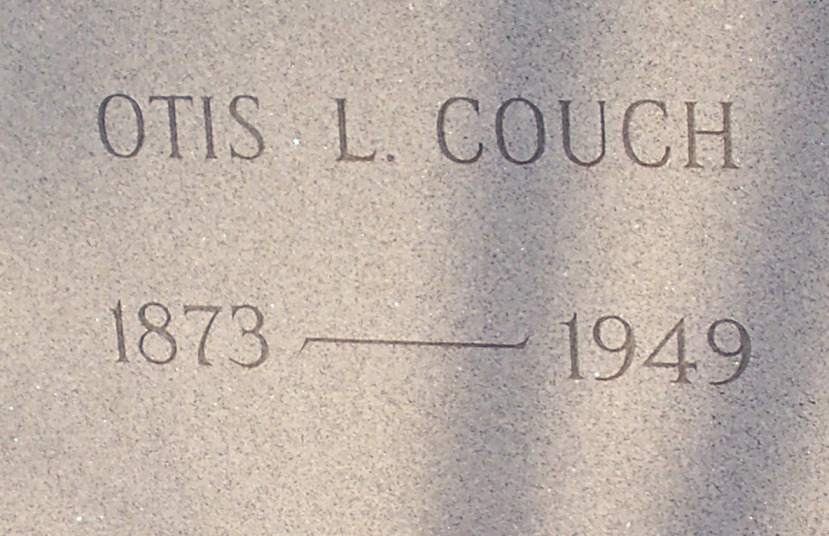 OTIS L. COUCH
1873 — 1949